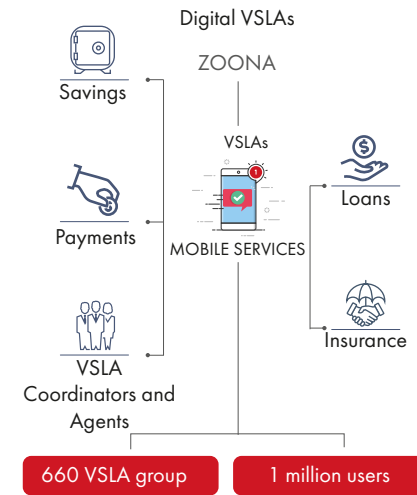 Digital VSLAs
ZOONA
Savings
VSLAs
1
$
Loans
Payments
MOBILE SERVICES
Insurance
VSLA
Coordinators and
Agents
660 VSLA group
1 million users